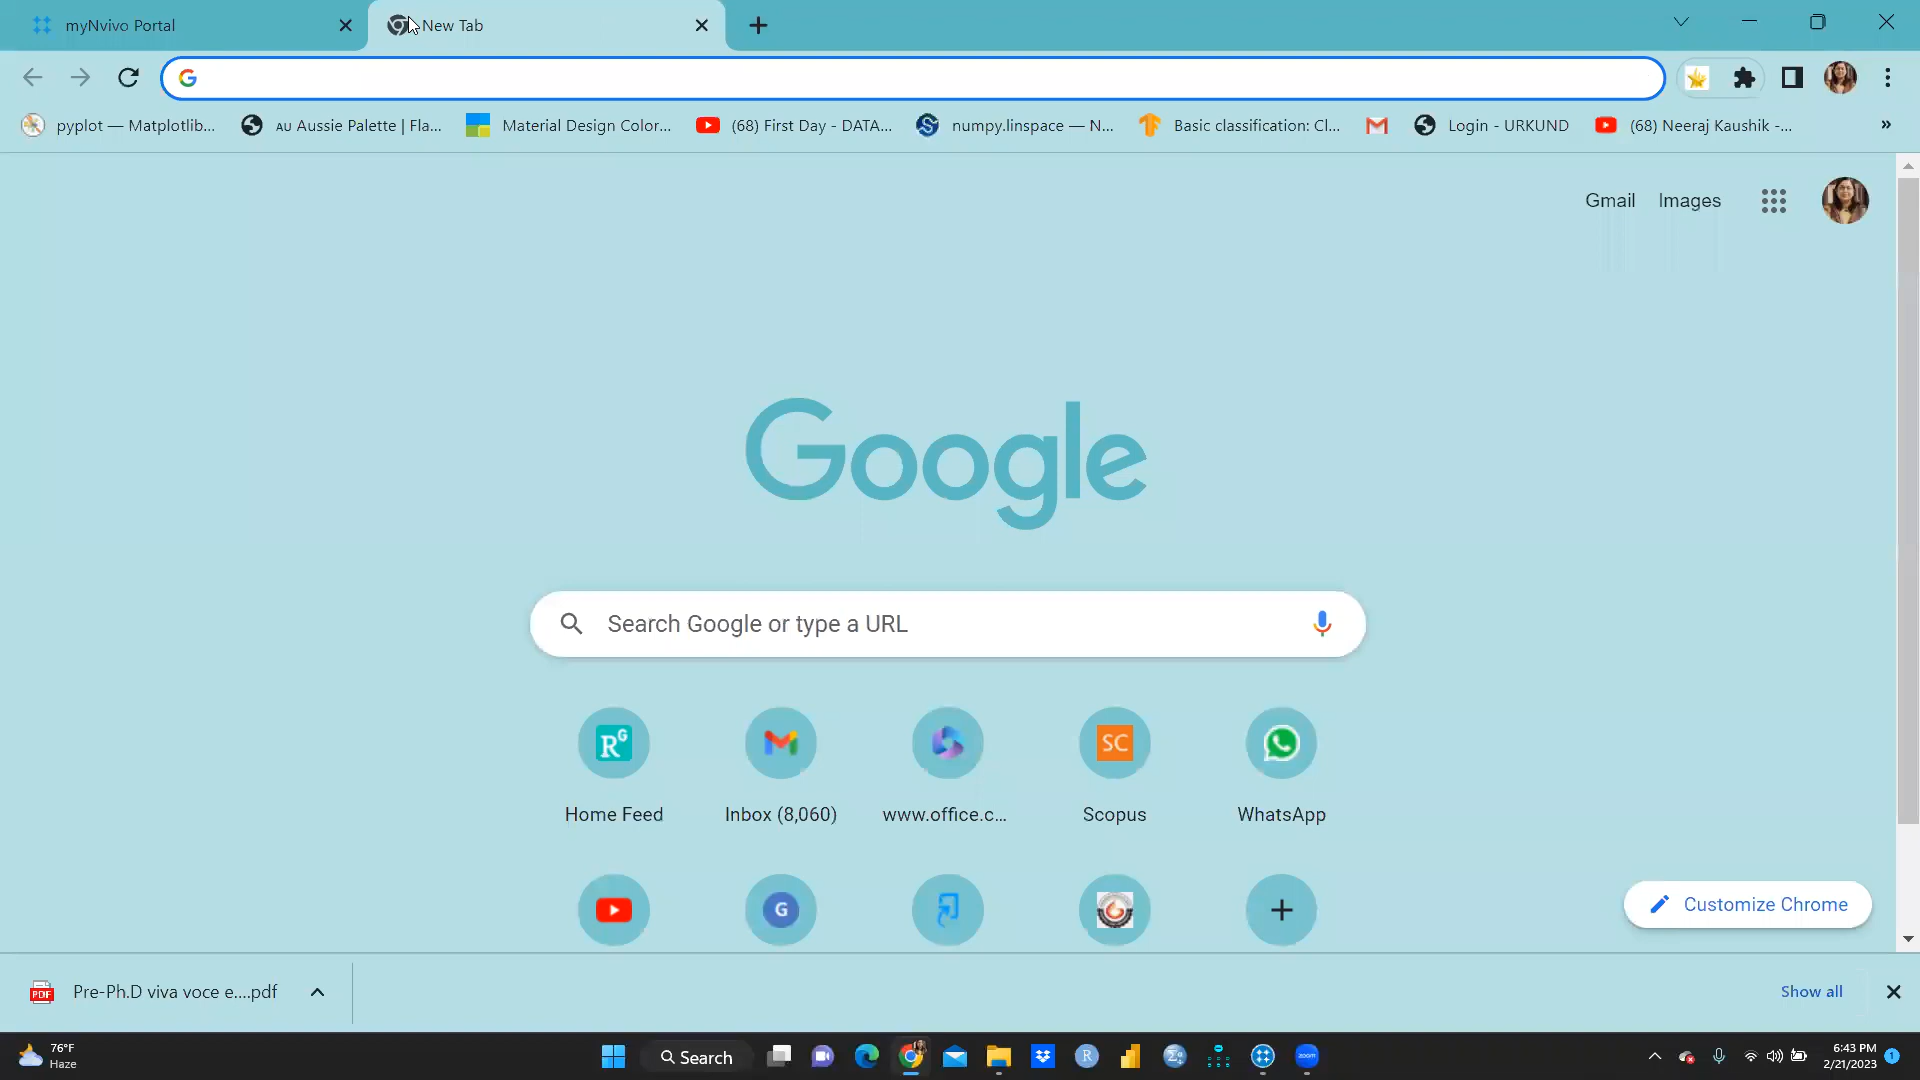 myNvivo Portal
New Tab
pyplot — Matplotlib...
AU Aussie Palette | Fla...
Material Design Color...
(68) First Day - DATA...
numpy.linspace — N...
Basic classification: Cl...
Login - URKUND
(68) Neeraj Kaushik -...
»
Gmail
Images
Google
Search Google or type a URL
Home Feed
Inbox (8,060)
www.office.c...
Scopus
WhatsApp
Customize Chrome
Pre-Ph.D viva voce e....pdf
Show all
76°F
Haze
Search
6:43 PM
2/21/2023